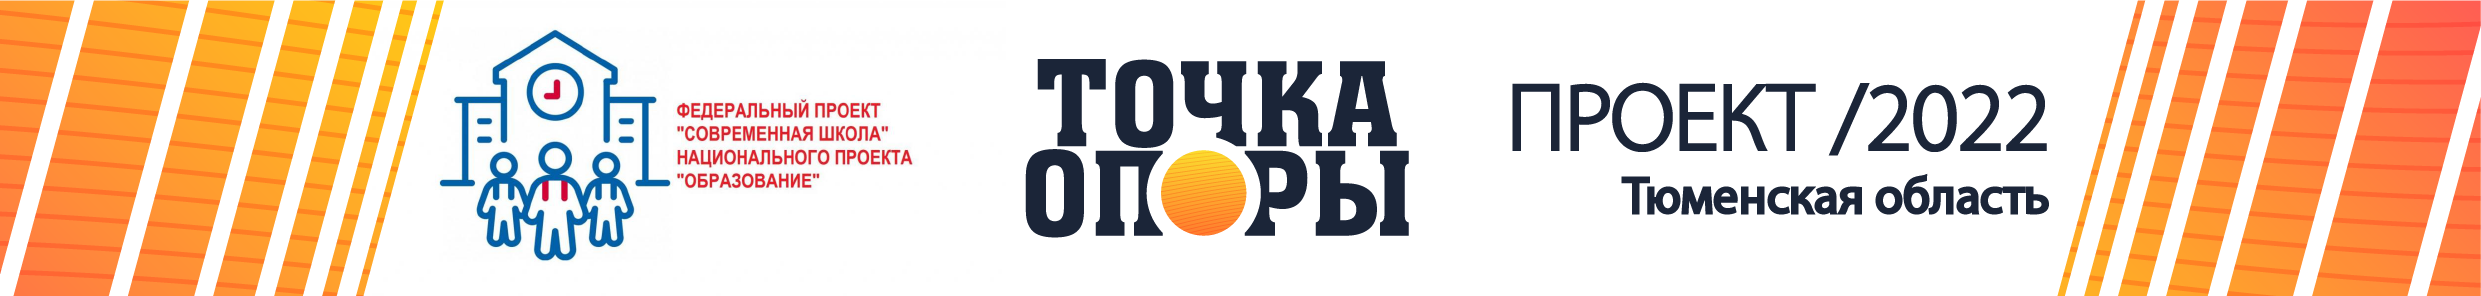 ФЕДЕРАЛЬНЫЙ ПРОЕКТ
"СОВРЕМЕННАЯ ШКОЛА"
НАЦИОНАЛЬНОГО ПРОЕКТА
"ОБРАЗОВАНИЕ"
ТОЧКА
ОПОРЫ
ПРОЕКТ /2022
Тюменская область